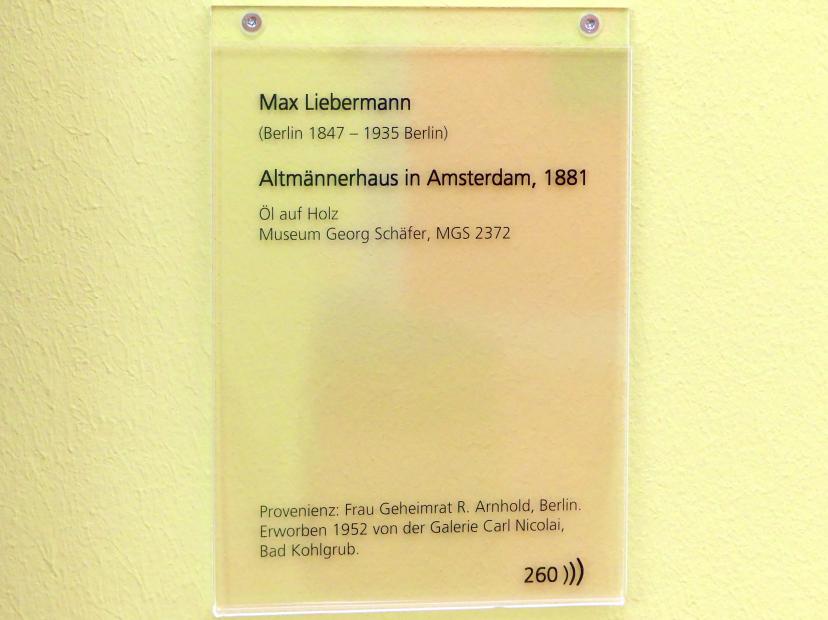 Max Liebermann
(Berlin 1847 – 1935 Berlin)
Altmännerhaus in Amsterdam, 1881
Öl auf Holz
Museum Georg Schäfer, MGS 2372
Provenienz: Frau Geheimrat R. Arnhold, Berlin.
Erworben 1952 von der Galerie Carl Nicolai,
Bad Kohlgrub.
260